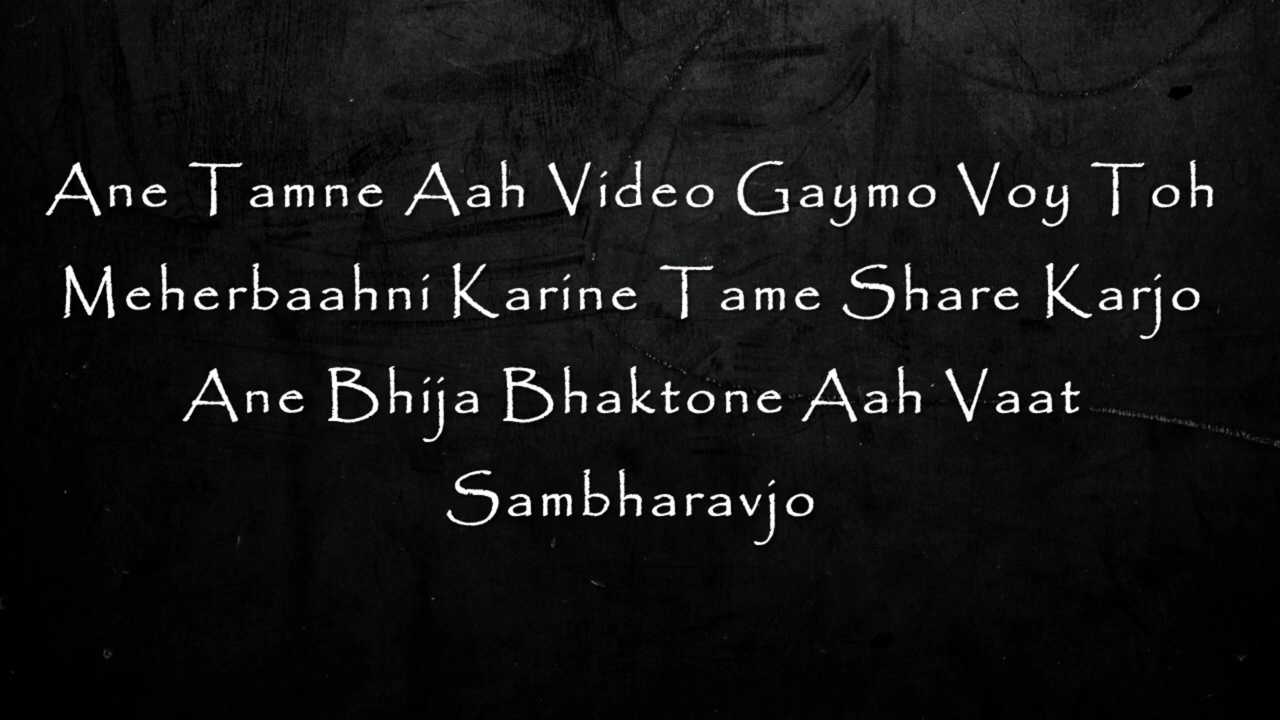 Ane Tamne Aah Video Gaymo Voy Toh
Meherbaahni Karine Tame Share Karjo
Ane Bhija Bhaktone Aah Vaat
Sambharavjo